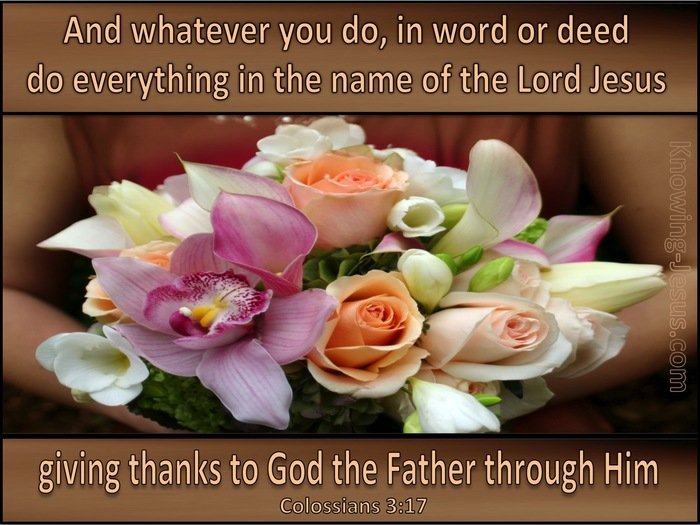 And whatever you do, in word or deed
do everything in the name of the Lord Jesus
Knowing-Jesus.com
giving thanks to God the Father through Him
Colossians 3:17